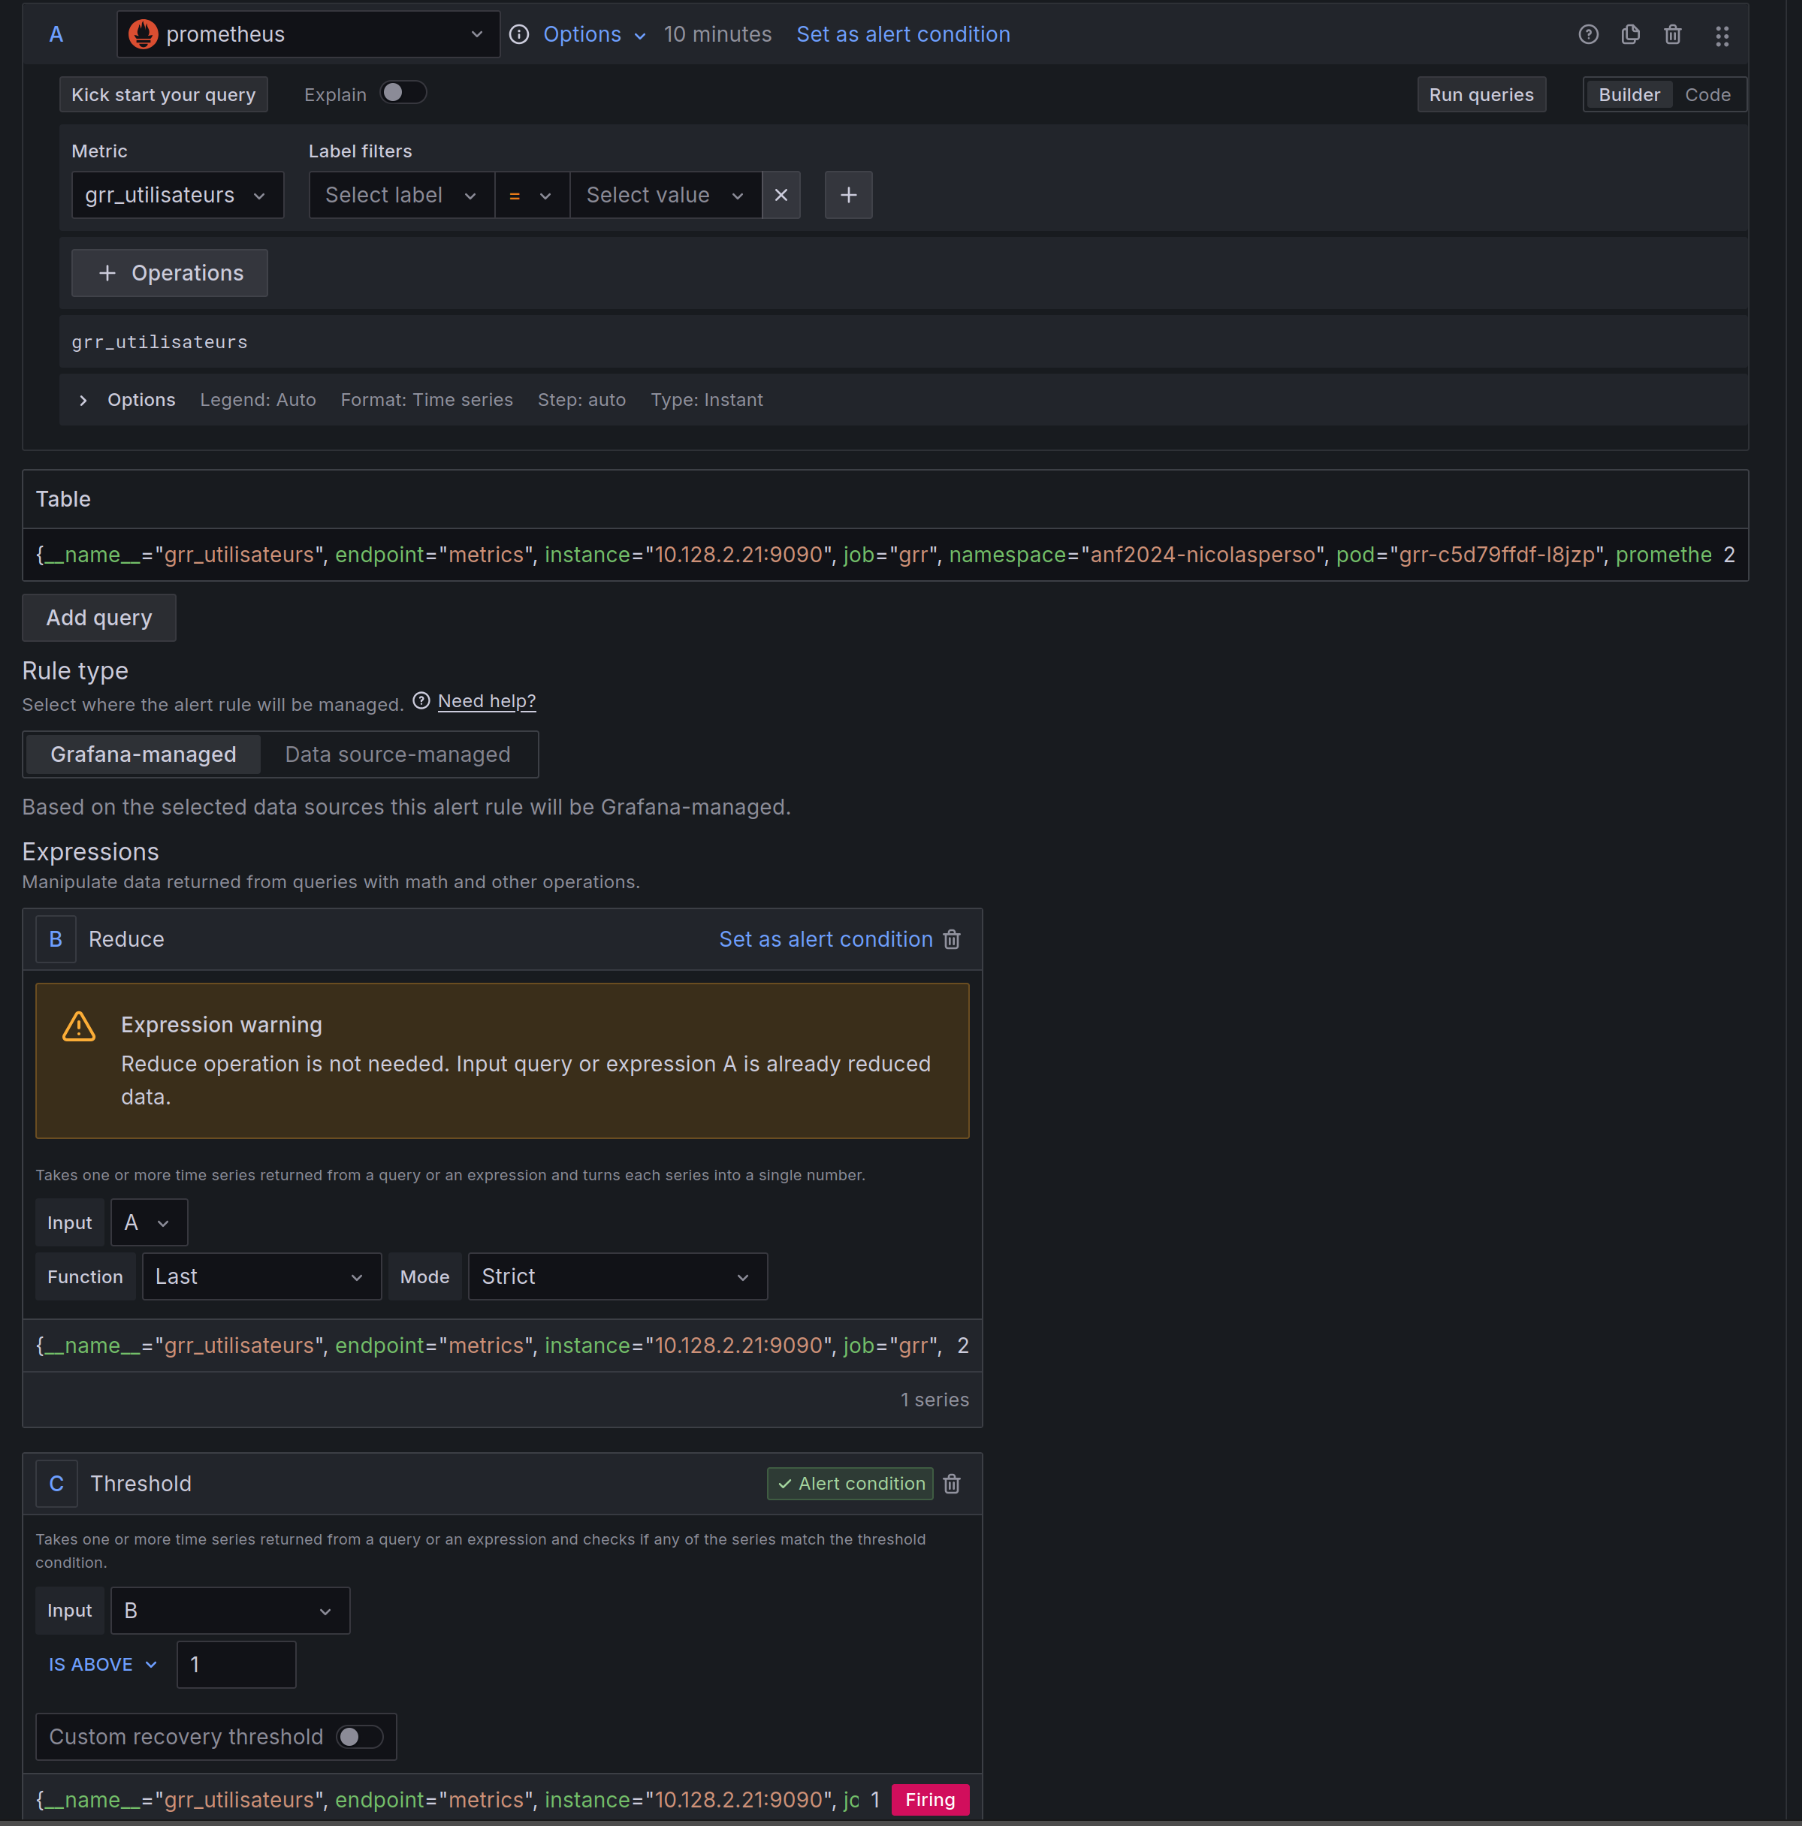 A prometheus Options 10 minutes Set as alert condition
Kick start your query Explain Run queries Builder Code
Metric Label filters
grr_utilisateurs Select label = Select value
+ Operations
grr_utilisateurs
Options Legend: Auto Format: Time series Step: auto Type: Instant
Table
{__name__="grr_utilisateurs", endpoint="metrics", instance="10.128.2.21:9090", job="grr", namespace="anf2024-nicolasperso", pod="grr-c5d79ffdf-l8jzp", promethe 2
Add query
Rule type
Select where the alert rule will be managed. Need help?
Grafana-managed Data source-managed
Based on the selected data sources this alert rule will be Grafana-managed.
Expressions
Manipulate data returned from queries with math and other operations.
B Reduce Set as alert condition
Expression warning
Reduce operation is not needed. Input query or expression A is already reduced
data.
Takes one or more time series returned from a query or an expression and turns each series into a single number.
Input A
Function Last Mode Strict
{__name__="grr_utilisateurs", endpoint="metrics", instance="10.128.2.21:9090", job="grr", 2
1 series
C Threshold Alert condition
Takes one or more time series returned from a query or an expression and checks if any of the series match the threshold
condition.
Input B
IS ABOVE 1
Custom recovery threshold
{__name__="grr_utilisateurs", endpoint="metrics", instance="10.128.2.21:9090", jc 1 Firing